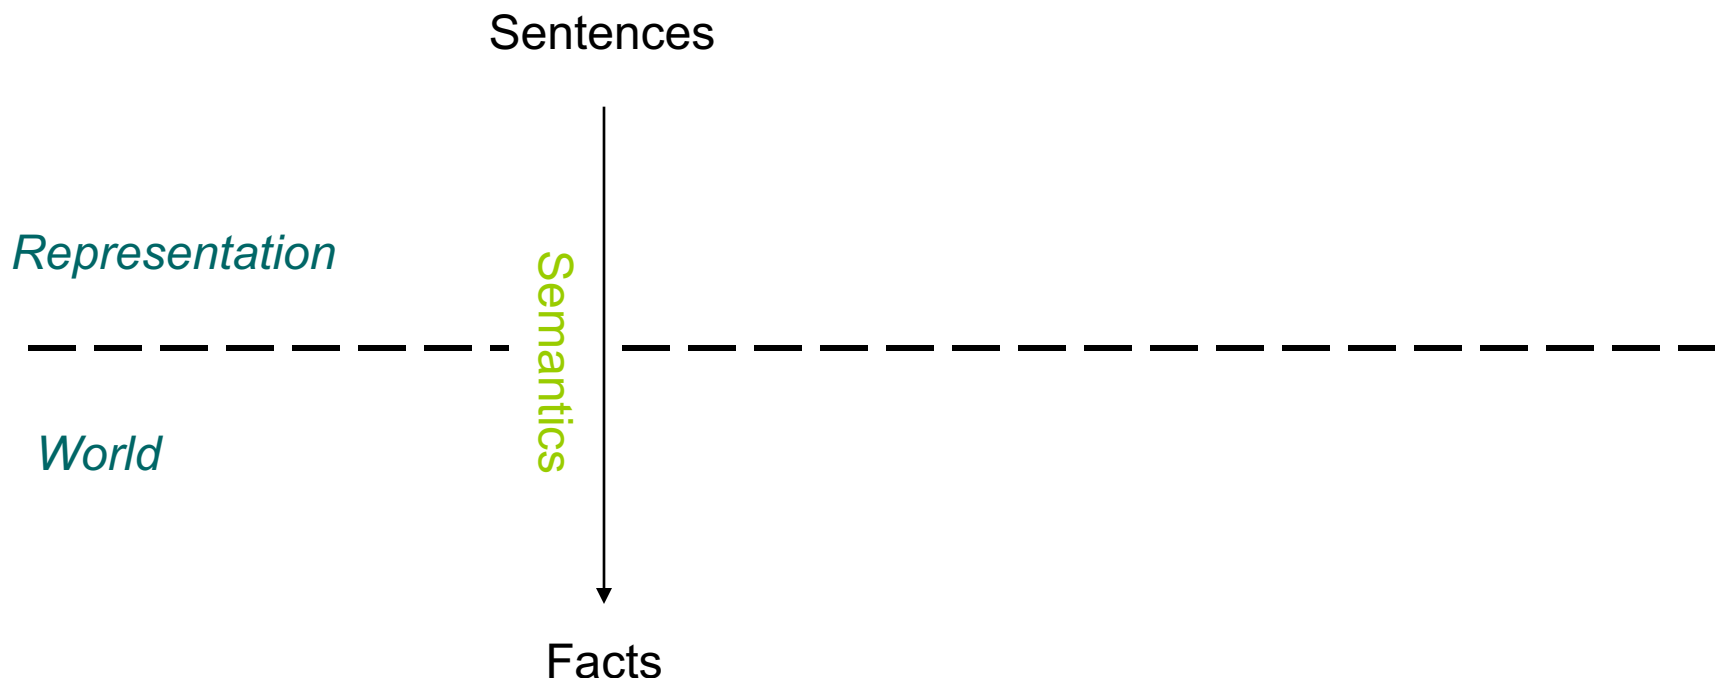 Sentences
Representation
Semantics
World
Facts